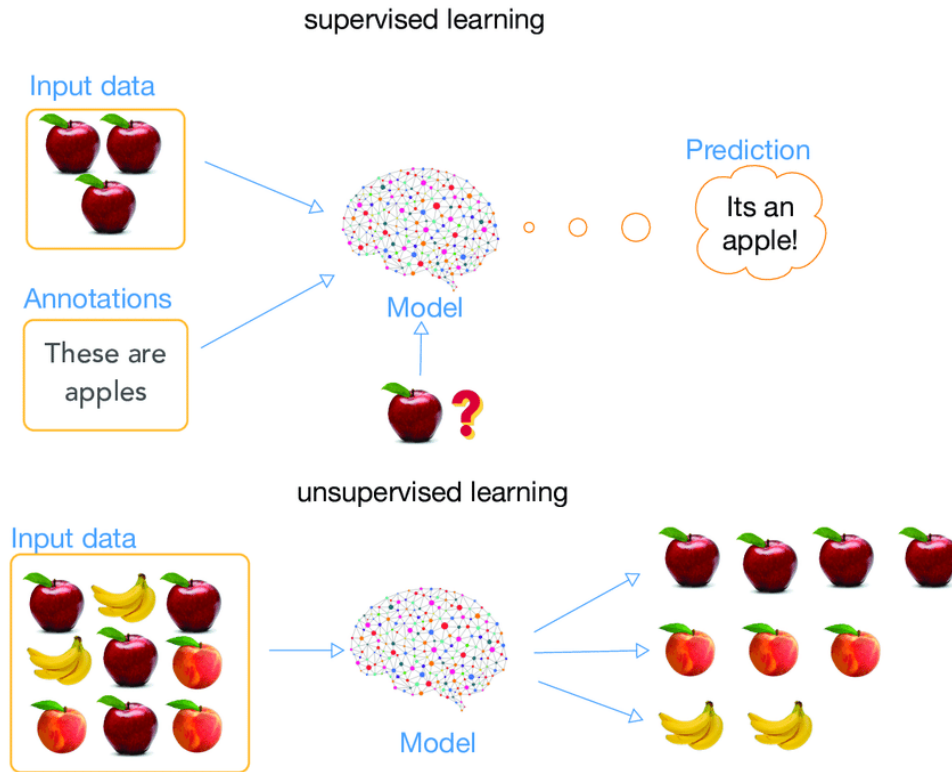 supervised learning
Input data
Prediction
Its an
apple!
Annotations
Model
These are
apples
?
unsupervised learning
Input data
Model